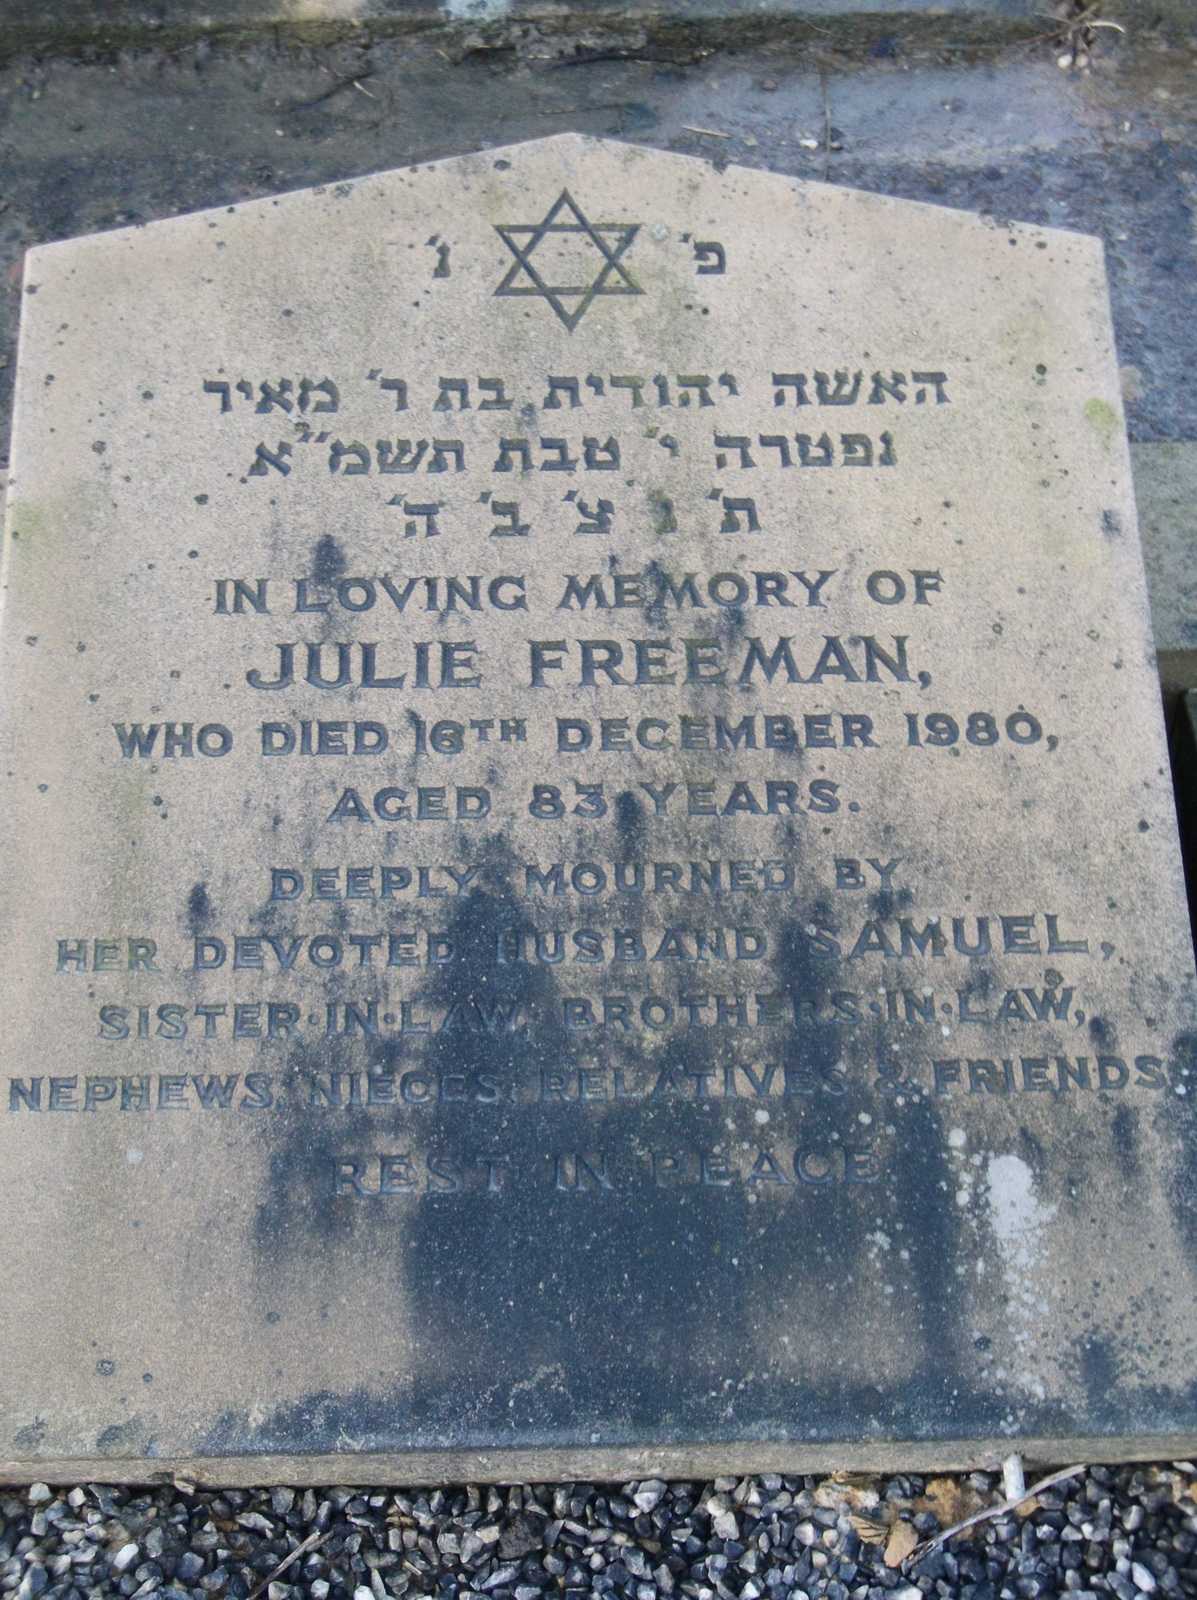 פ' נ'
האשה יהודית בת ר' מאיר
נפטרה י' טבת תשמ"א
ת' נ' צ' ב' ה'
IN LOVING MEMORY OF
JULIE FREEMAN,
WHO DIED 16TH DECEMBER 1980,
AGED 83 YEARS.
DEEPLY MOURNED BY
HER DEVOTED HUSBAND SAMUEL,
SISTER·IN·LAW, BROTHERS·IN·LAW,
NEPHEWS, NIECES, RELATIVES & FRIENDS.
REST IN PEACE.